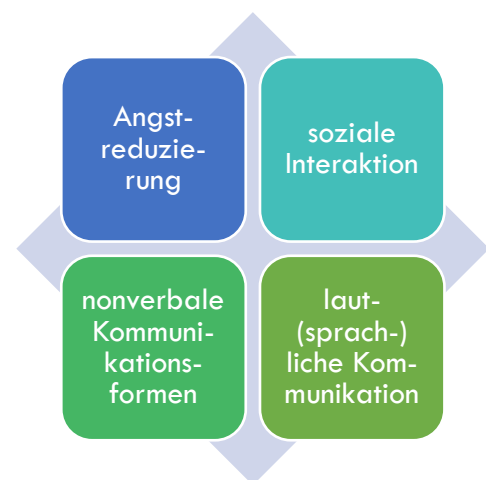 Angst-
reduzie-
rung
soziale
Interaktion
nonverbale
Kommuni-
kations-
formen
laut-
(sprach-)
liche Kom-
munikation